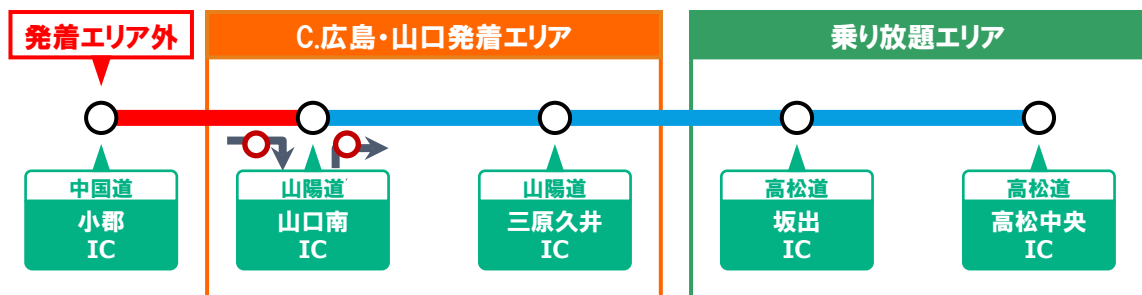 発着エリア外
C.広島・山口発着エリア
乗り放題エリア
中国道
小郡
IC
山陽道
山口南
IC
山陽道
三原久井
IC
高松道
坂出
IC
高松道
高松中央
IC